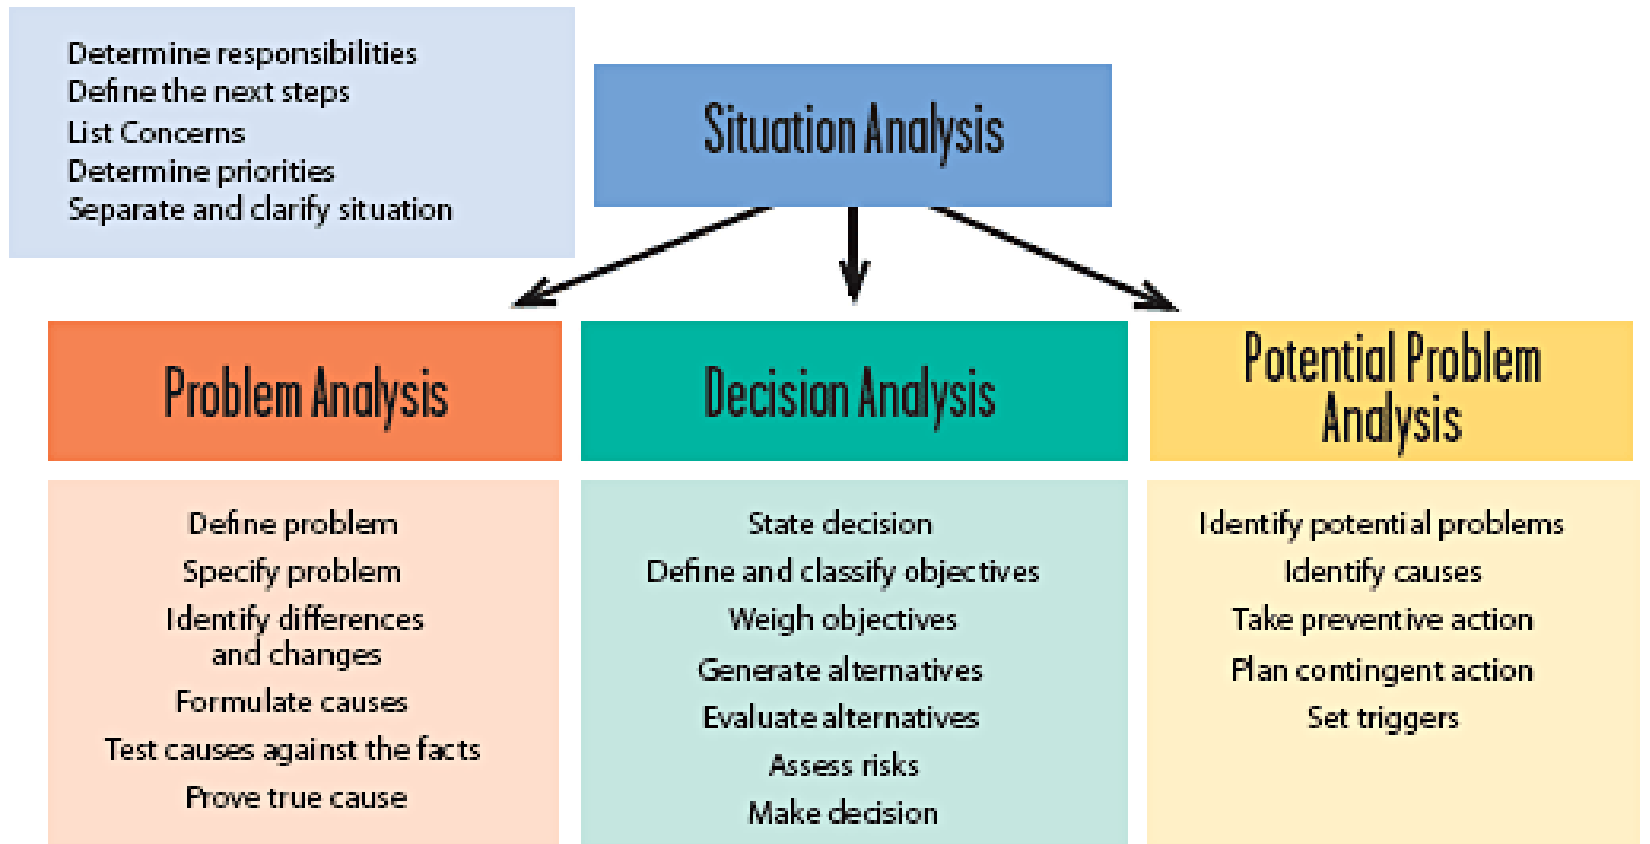 Determine responsibilities
Define the next steps
List Concerns
Determine priorities
Separate and clarify situation
Situation Analysis
Problem Analysis
Define problem
Specify problem
Identify differences
and changes
Formulate causes
Test causes against the facts
Prove true cause
Decision Analysis
State decision
Define and classify objectives
Weigh objectives
Generate alternatives
Evaluate alternatives
Assess risks
Make decision
Potential Problem
Analysis
Identify potential problems
Identify causes
Take preventive action
Plan contingent action
Set triggers